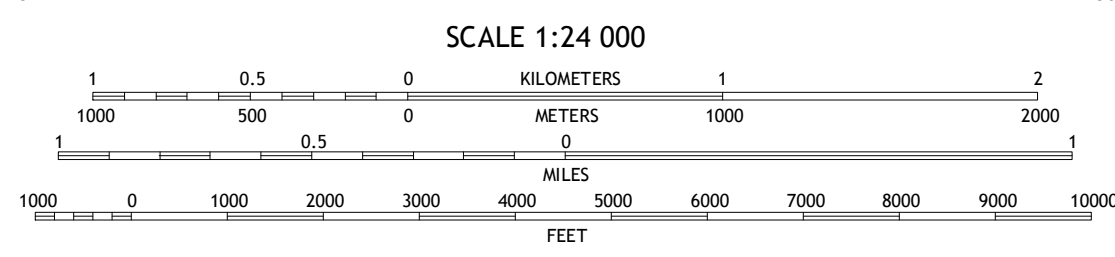 SCALE 1:24 000
1 0.5 0 KILOMETERS 1 2
1000 500 0 METERS 1000 2000
1 0.5 0 1
MILES
1000 0 1000 2000 3000 4000 5000 6000 7000 8000 9000 10000
FEET